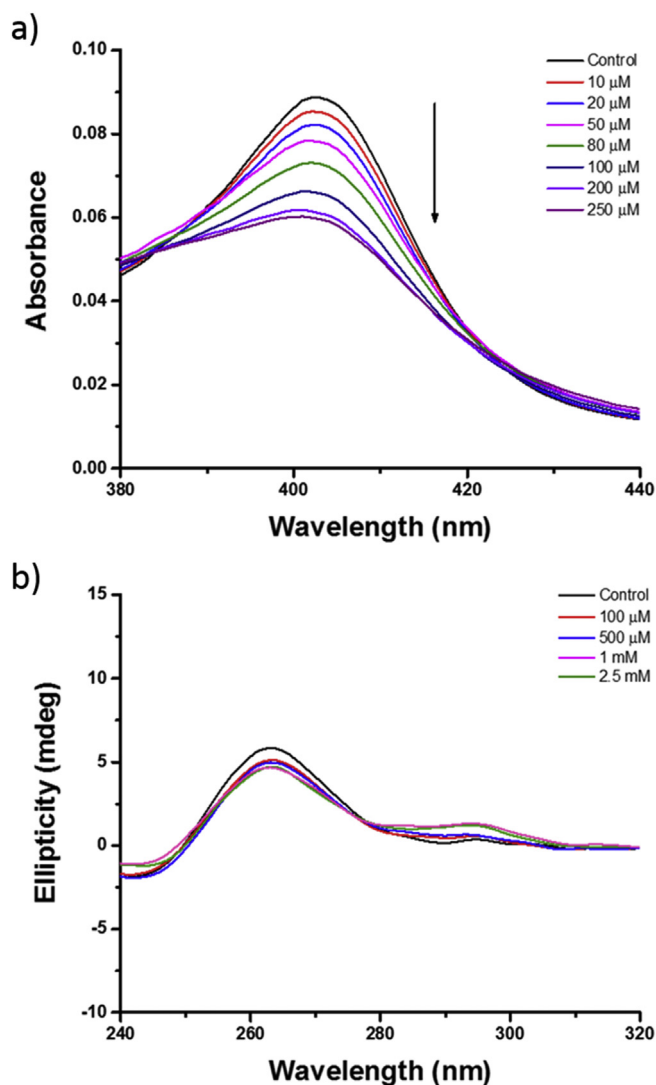 a)
0.10
0.08
0.06
0.04
0.02
0.00
Absorbance
380
400
420
440
Wavelength (nm)
Control
10 μM
20 μM
50 μM
80 μM
100 μM
200 μM
250 μM
b)
15
10
5
0
-5
-10
Ellipticity (mdeg)
240
260
280
300
320
Wavelength (nm)
Control
100 μM
500 μM
1 mM
2.5 mM